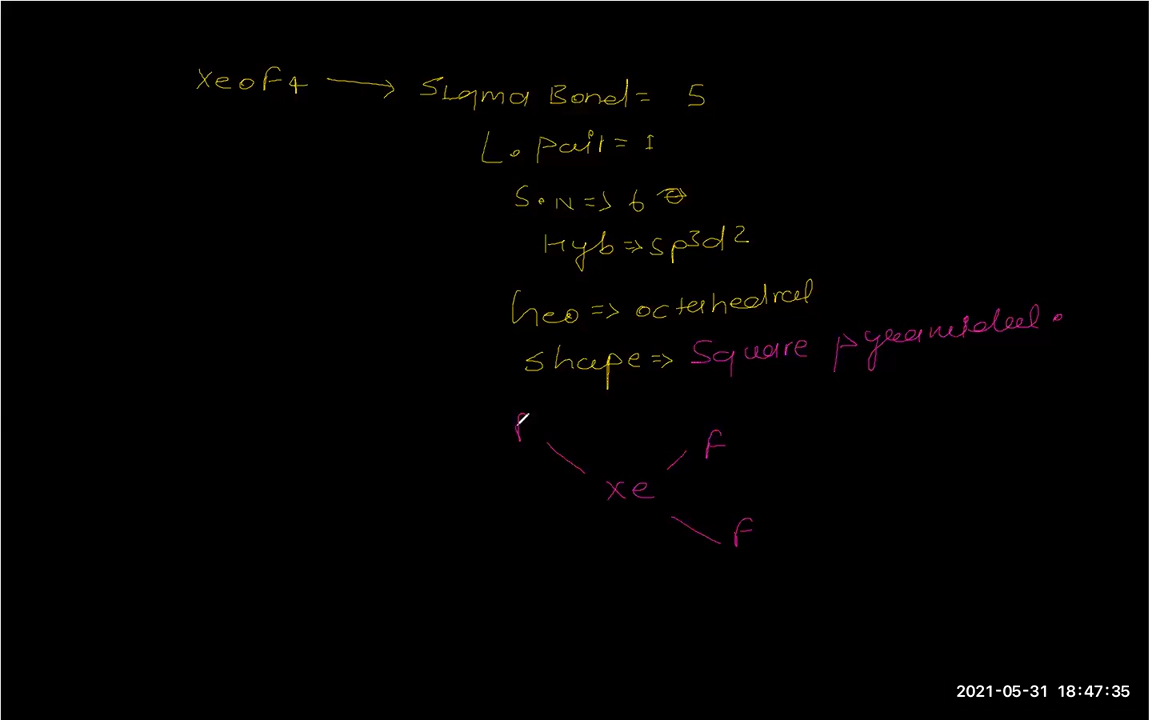 XeOF4 ⟶ Sigma Bond = 5
L. pair = 1
S.N => 6
Hyb => sp3d2
Geo => octahedral
shape => Square pyramidal.
F
F
Xe
F
2021-05-31 18:47:35